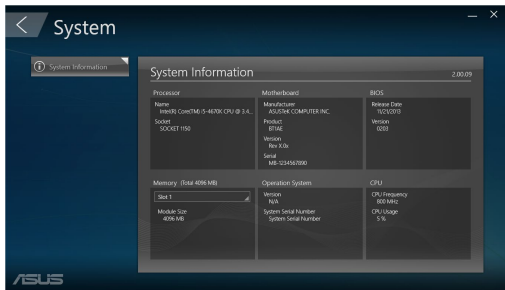 System
System Information
System Information
2.00.09
Processor
Name
Intel(R) Core(TM) i5-4670K CPU @ 3.4...
Socket
SOCKET 1150
Motherboard
Manufacturer
ASUSTeK COMPUTER INC.
Product
BT1AE
Version
Rev X.0x
Serial
MB-1234567890
BIOS
Release Date
11/21/2013
Version
0203
Memory (Total 4096 MB)
Slot 1
Module Size
4096 MB
Operation System
Version
N/A
System Serial Number
System Serial Number
CPU
CPU Frequency
800 MHz
CPU Usage
5 %
ASUS